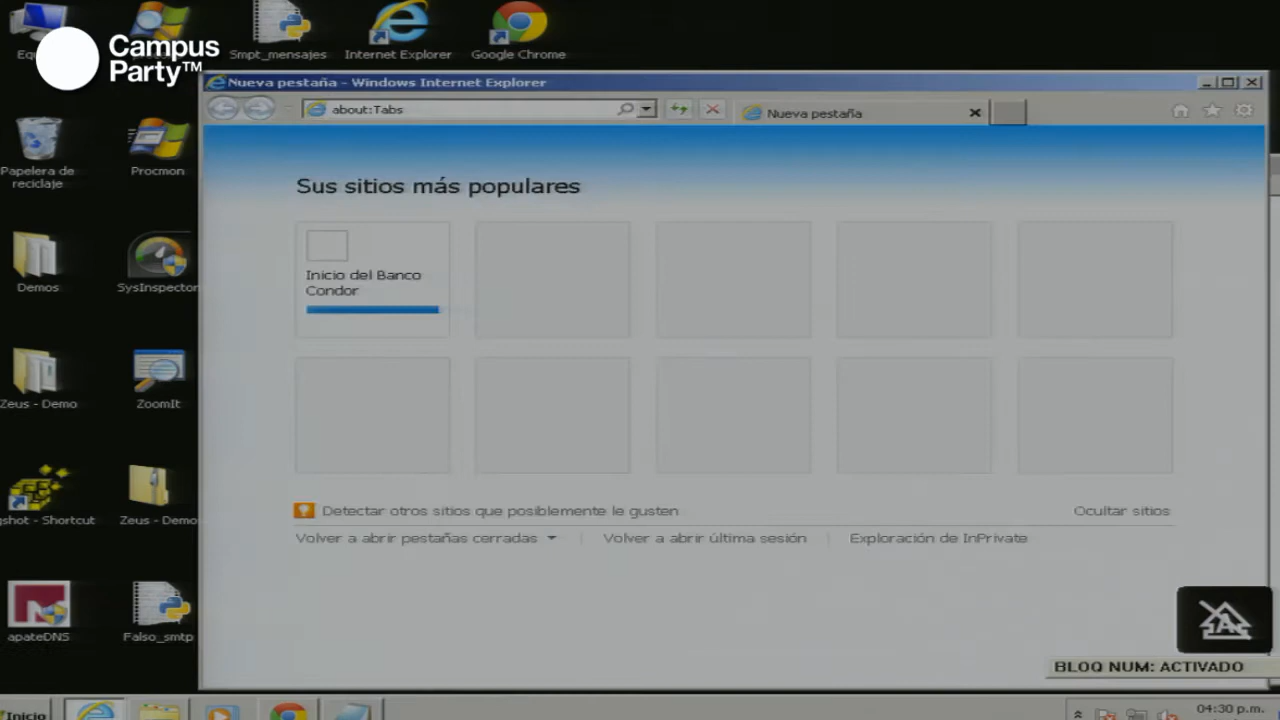 Campus
Party™
Smpt_mensajes
Internet Explorer
Google Chrome
Nueva pestaña - Windows Internet Explorer
about:Tabs
Nueva pestaña
Papelera de
reciclaje
Procmon
Sus sitios más populares
Inicio del Banco
Condor
Demos
SysInspector
Zeus - Demo
ZoomIt
gshot - Shortcut
Zeus - Demo
Detectar otros sitios que posiblemente le gusten
Ocultar sitios
Volver a abrir pestañas cerradas
Volver a abrir última sesión
Exploración de InPrivate
apateDNS
Falso_smtp
BLOQ NUM: ACTIVADO
Inicio
04:30 p.m.